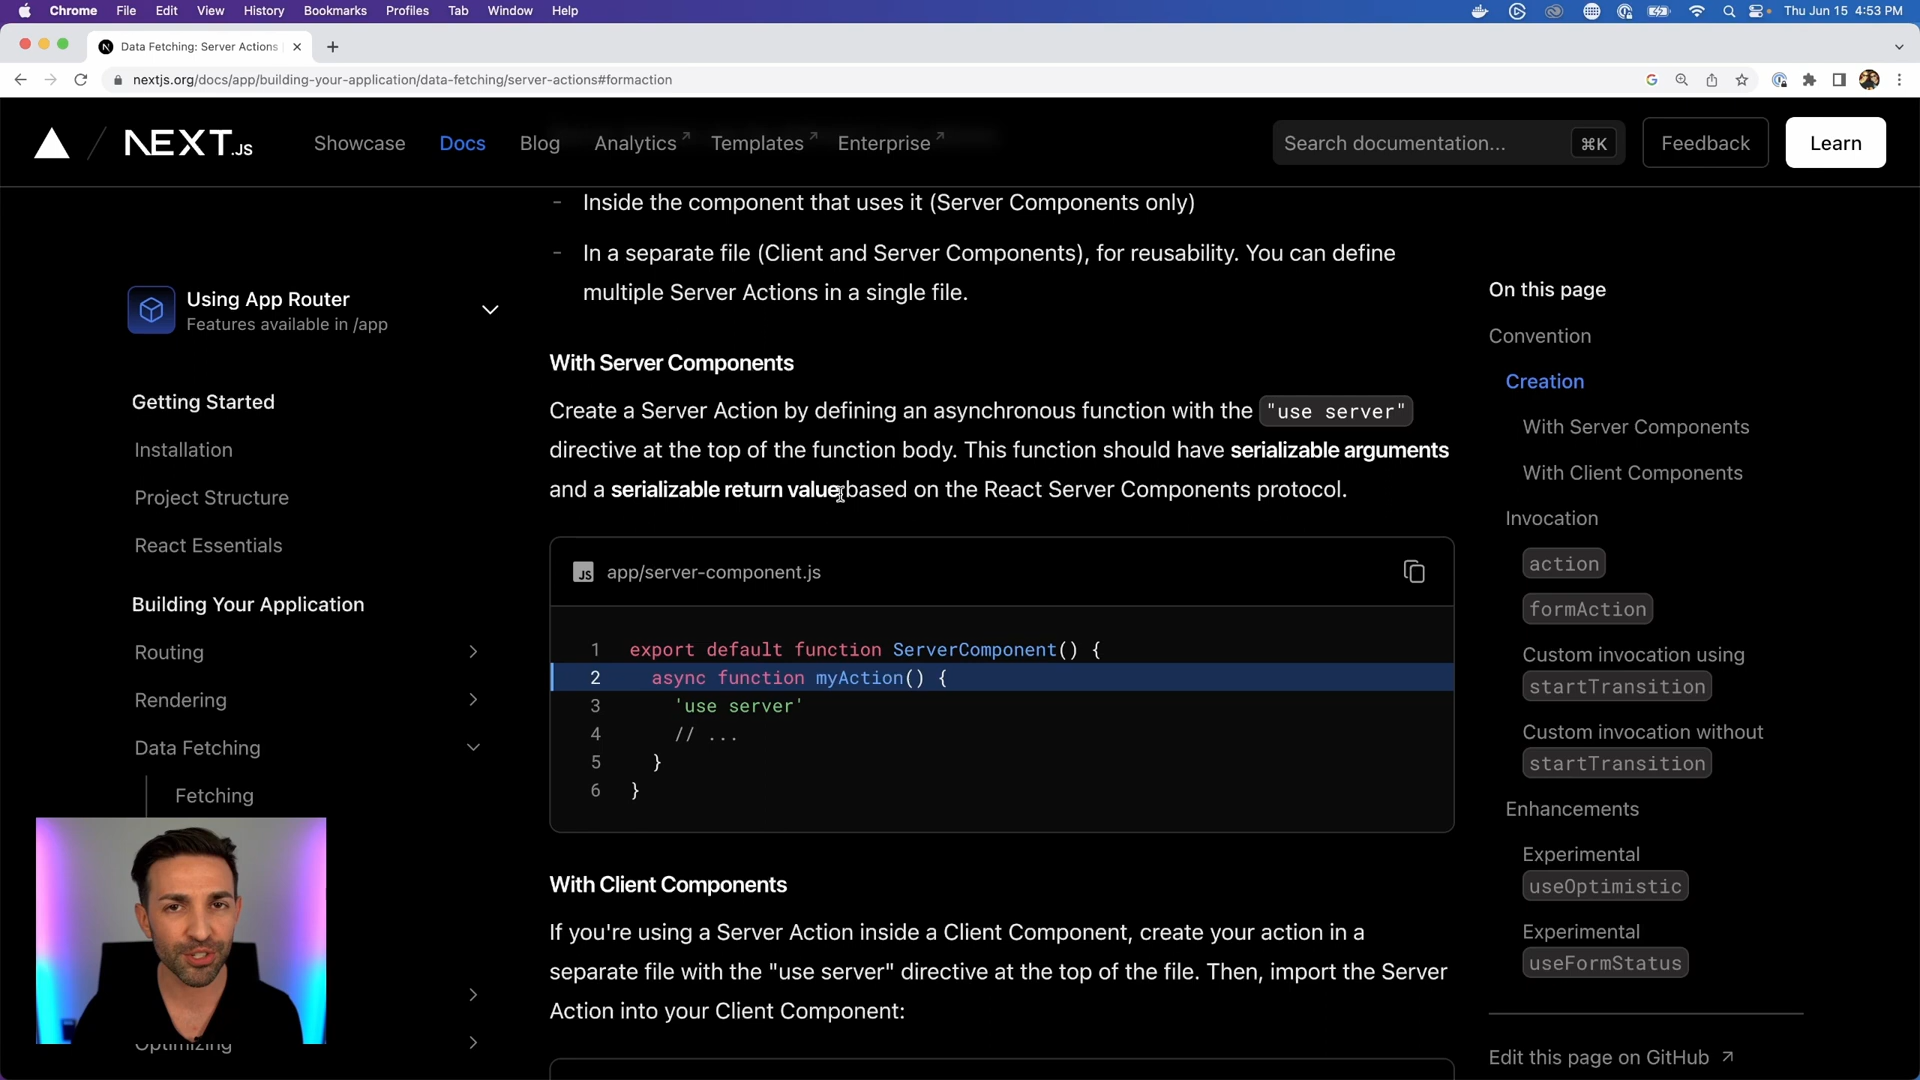 Chrome File Edit View History Bookmarks Profiles Tab Window Help
Thu Jun 15 4:53 PM
Data Fetching: Server Actions
nextjs.org/docs/app/building-your-application/data-fetching/server-actions#formaction
NEXT.JS
Showcase Docs Blog Analytics Templates Enterprise
Search documentation... ⌘K
Feedback
Learn
Using App Router
Features available in /app
Getting Started
Installation
Project Structure
React Essentials
Building Your Application
Routing
Rendering
Data Fetching
Fetching
Optimizing
- Inside the component that uses it (Server Components only)
- In a separate file (Client and Server Components), for reusability. You can define
multiple Server Actions in a single file.
With Server Components
Create a Server Action by defining an asynchronous function with the "use server"
directive at the top of the function body. This function should have serializable arguments
and a serializable return value based on the React Server Components protocol.
JS app/server-component.js
1 export default function ServerComponent() {
2 async function myAction() {
3 'use server'
4 // ...
5 }
6 }
With Client Components
If you're using a Server Action inside a Client Component, create your action in a
separate file with the "use server" directive at the top of the file. Then, import the Server
Action into your Client Component:
On this page
Convention
Creation
With Server Components
With Client Components
Invocation
action
formAction
Custom invocation using
startTransition
Custom invocation without
startTransition
Enhancements
Experimental
useOptimistic
Experimental
useFormStatus
Edit this page on GitHub ↗